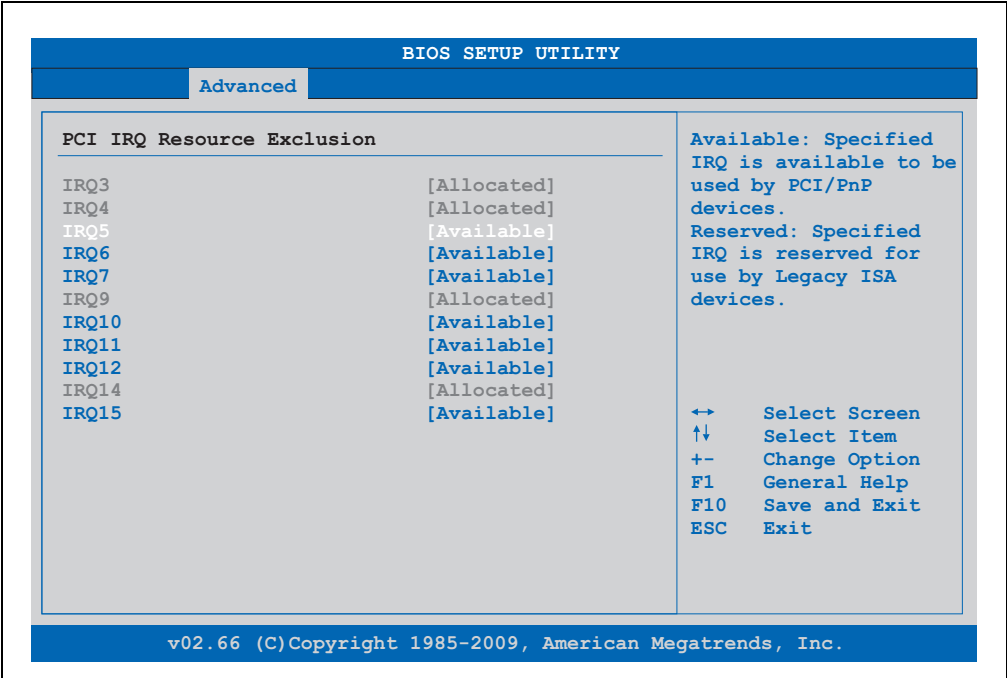 BIOS SETUP UTILITY
Advanced
PCI IRQ Resource Exclusion
IRQ3 [Allocated]
IRQ4 [Allocated]
IRQ5 [Available]
IRQ6 [Available]
IRQ7 [Available]
IRQ9 [Allocated]
IRQ10 [Available]
IRQ11 [Available]
IRQ12 [Available]
IRQ14 [Allocated]
IRQ15 [Available]
Available: Specified
IRQ is available to be
used by PCI/PnP
devices.
Reserved: Specified
IRQ is reserved for
use by Legacy ISA
devices.
↔ Select Screen
↑↓ Select Item
+- Change Option
F1 General Help
F10 Save and Exit
ESC Exit
v02.66 (C)Copyright 1985-2009, American Megatrends, Inc.